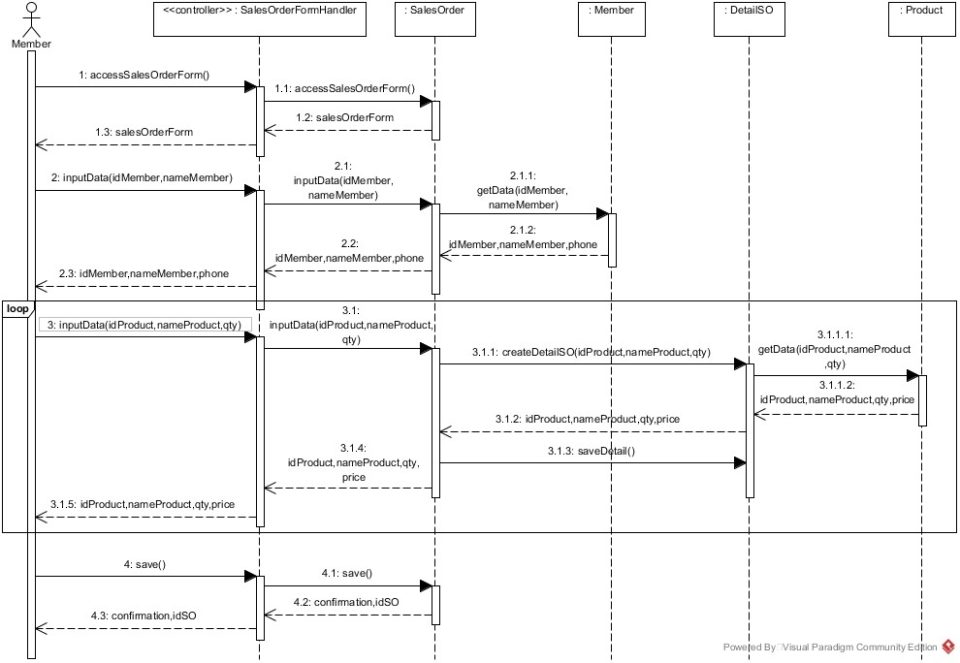 <<controller>> : SalesOrderFormHandler
: SalesOrder
: Member
: DetailSO
: Product
Member
1: accessSalesOrderForm()
1.1: accessSalesOrderForm()
1.2: salesOrderForm
1.3: salesOrderForm
2: inputData(idMember,nameMember)
2.1:
inputData(idMember,
nameMember)
2.1.1:
getData(idMember,
nameMember)
2.1.2:
idMember,nameMember,phone
2.2:
idMember,nameMember,phone
2.3: idMember,nameMember,phone
loop
3: inputData(idProduct,nameProduct,qty)
3.1:
inputData(idProduct,nameProduct,
qty)
3.1.1: createDetailSO(idProduct,nameProduct,qty)
3.1.1.1:
getData(idProduct,nameProduct
,qty)
3.1.1.2:
idProduct,nameProduct,qty,price
3.1.2: idProduct,nameProduct,qty,price
3.1.3: saveDetail()
3.1.4:
idProduct,nameProduct,qty,
price
3.1.5: idProduct,nameProduct,qty,price
4: save()
4.1: save()
4.2: confirmation,idSO
4.3: confirmation,idSO
Powered By Visual Paradigm Community Edition